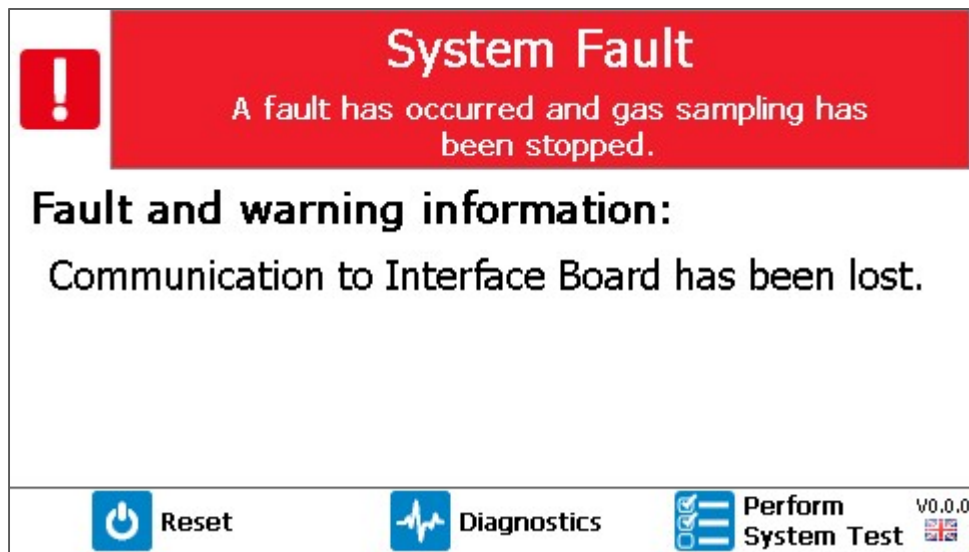 System Fault
A fault has occurred and gas sampling has
been stopped.
Fault and warning information:
Communication to Interface Board has been lost.
Reset
Diagnostics
Perform
System Test
V0.0.0